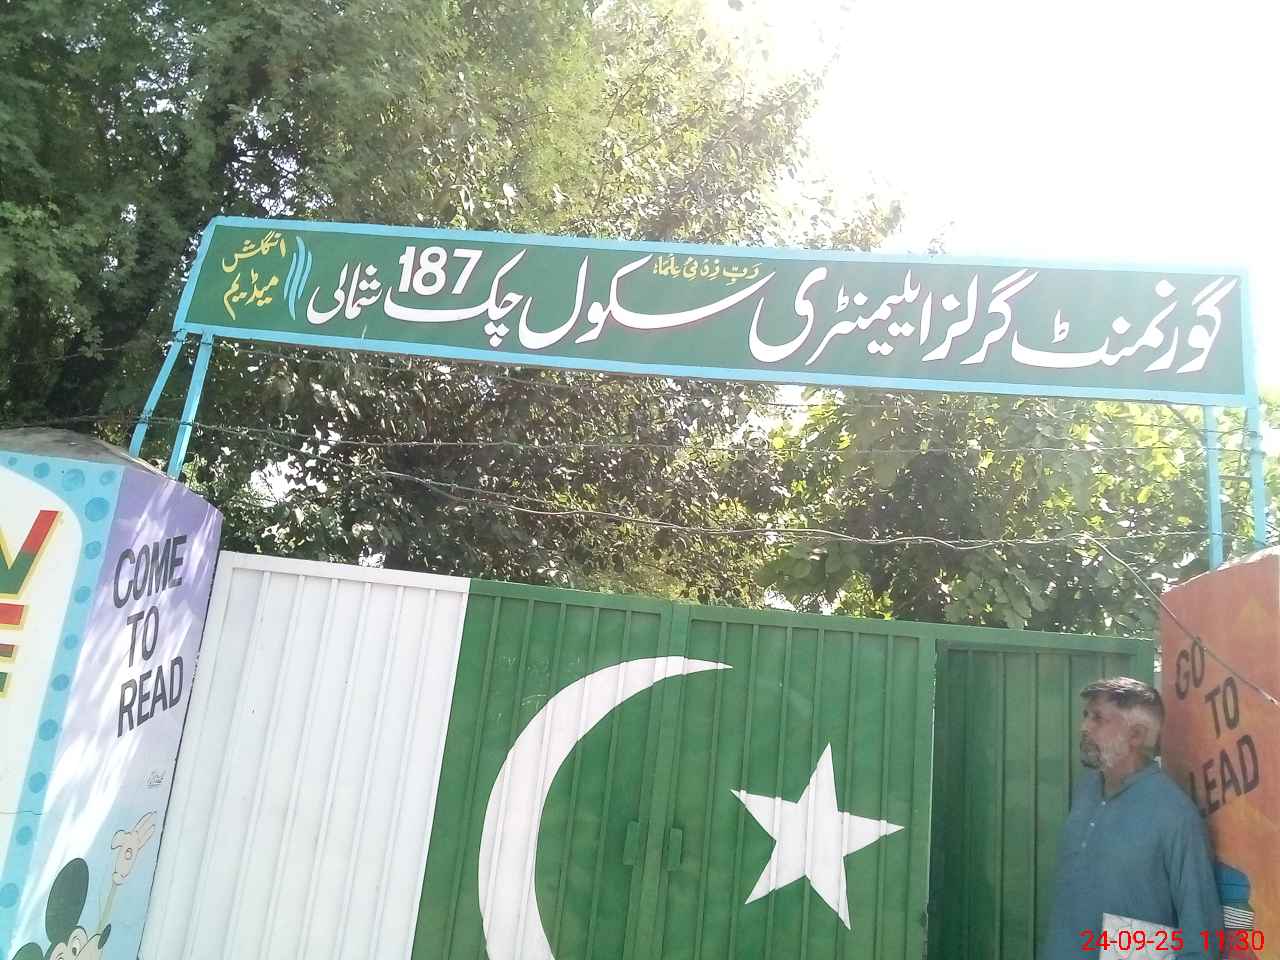 رَبِّ زِدْنِیْ عِلْمًا
گورنمنٹ گرلز ایلیمنٹری سکول چک 187 شمالی
انگلش
میڈیم
COME
TO
READ
GO
TO
LEAD
24-09-25 11:30